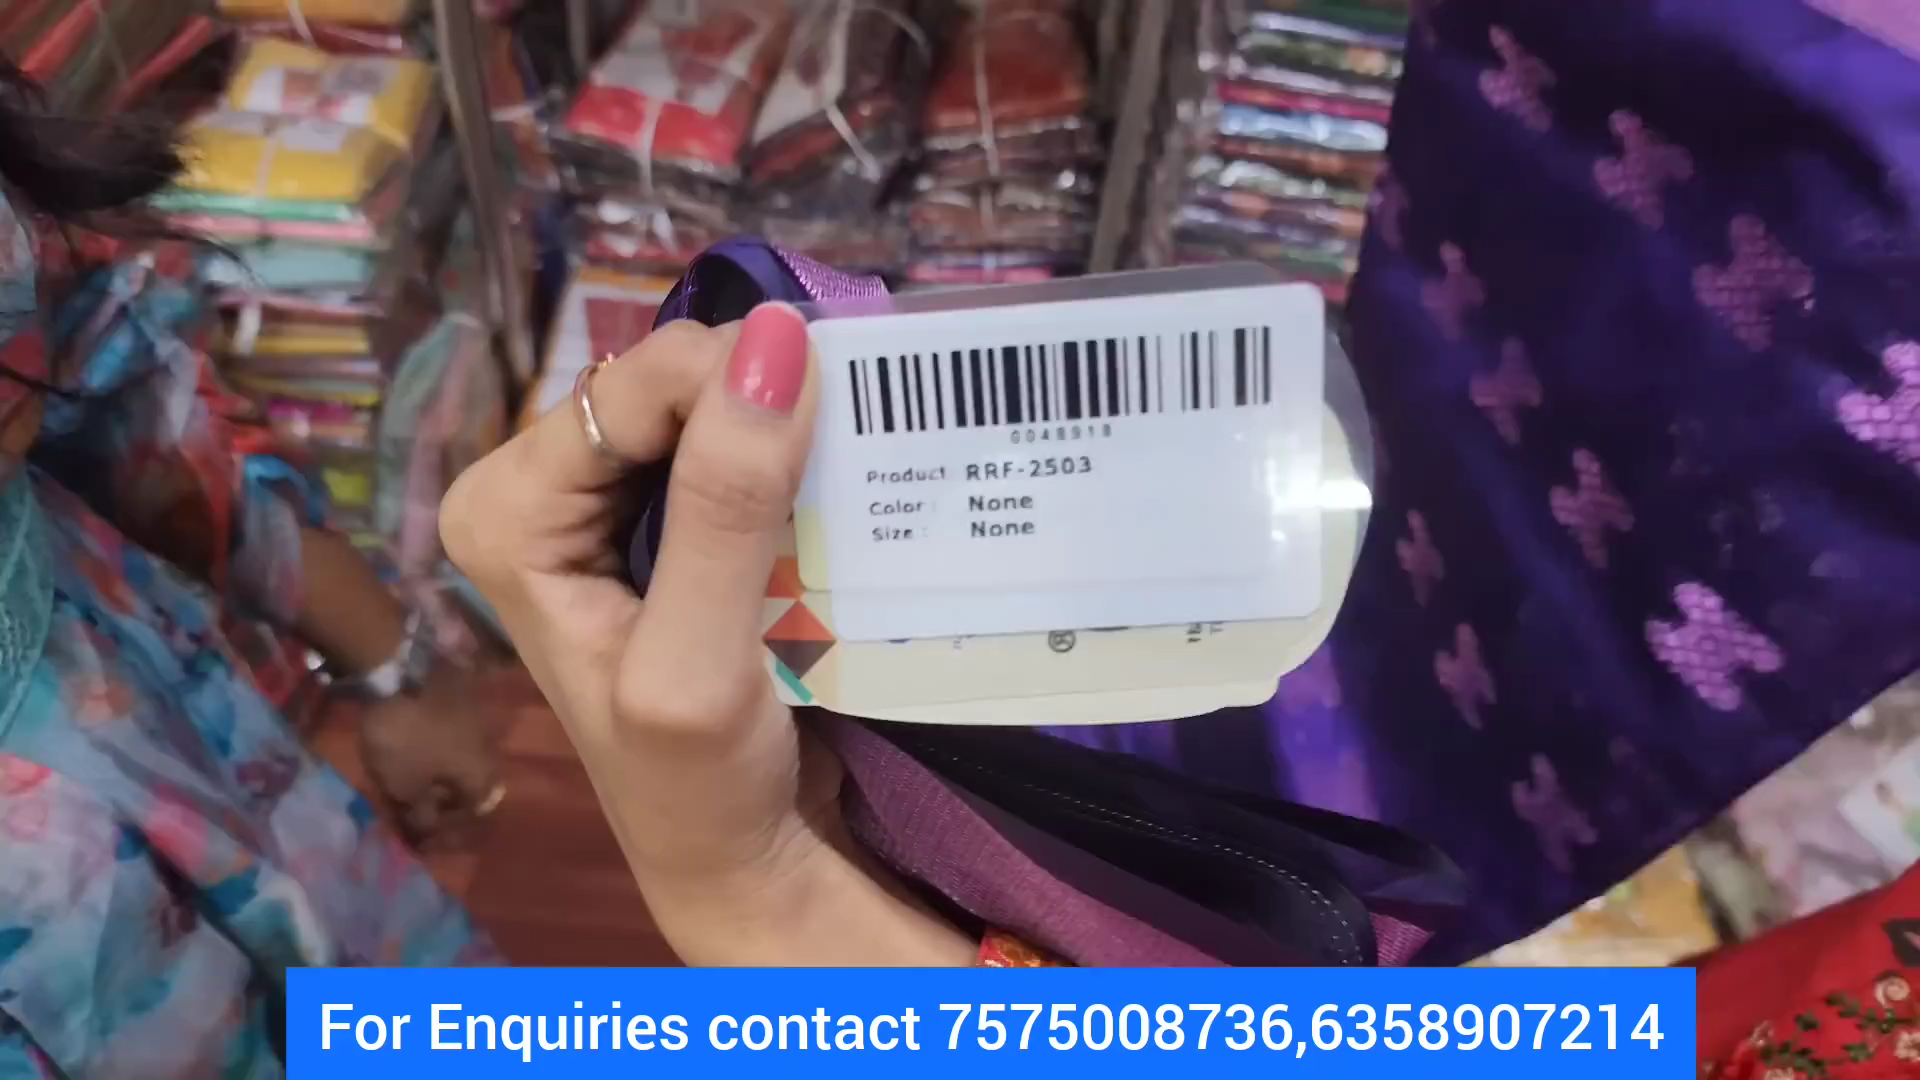 0048918
Product RRF-2503
Color : None
Size : None
®
For Enquiries contact 7575008736,6358907214